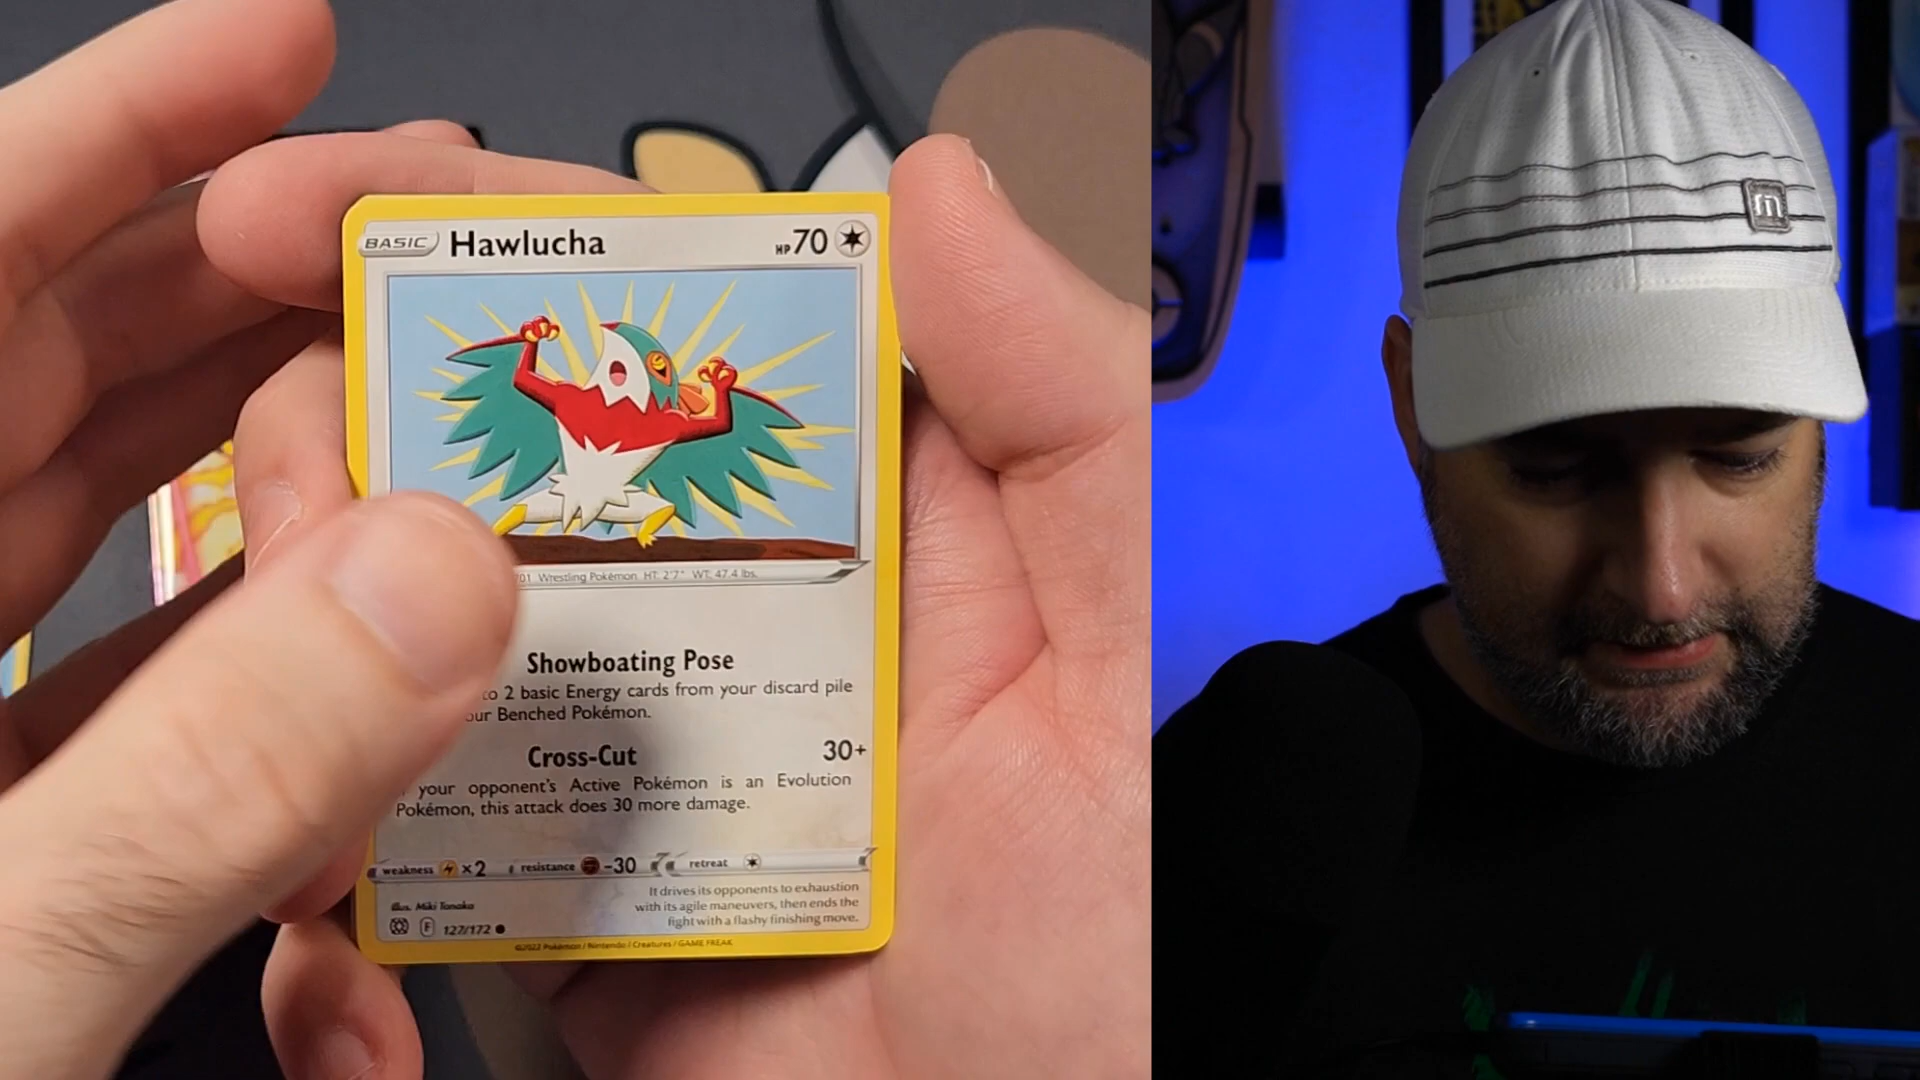 BASIC Hawlucha HP 70
701 Wrestling Pokémon HT: 2'7" WT: 47.4 lbs.
Showboating Pose
to 2 basic Energy cards from your discard pile
our Benched Pokémon.
Cross-Cut 30+
your opponent's Active Pokémon is an Evolution
Pokémon, this attack does 30 more damage.
weakness ×2 resistance -30 retreat
It drives its opponents to exhaustion
with its agile maneuvers, then ends the
fight with a flashy finishing move.
illus. Miki Tanaka
F 127/172
©2022 Pokémon / Nintendo / Creatures / GAME FREAK